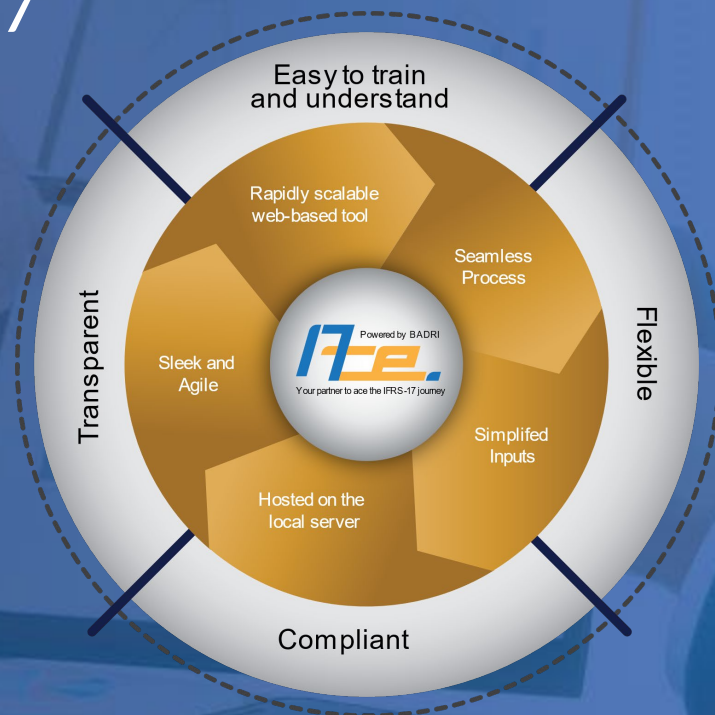 7
Easy to train
and understand
Rapidly scalable
web-based tool
Seamless
Process
Transparent
Flexible
Sleek and
Agile
Powered by BADRI
17ce.
Your partner to ace the IFRS-17 journey
Simplifed
Inputs
Hosted on the
local server
Compliant